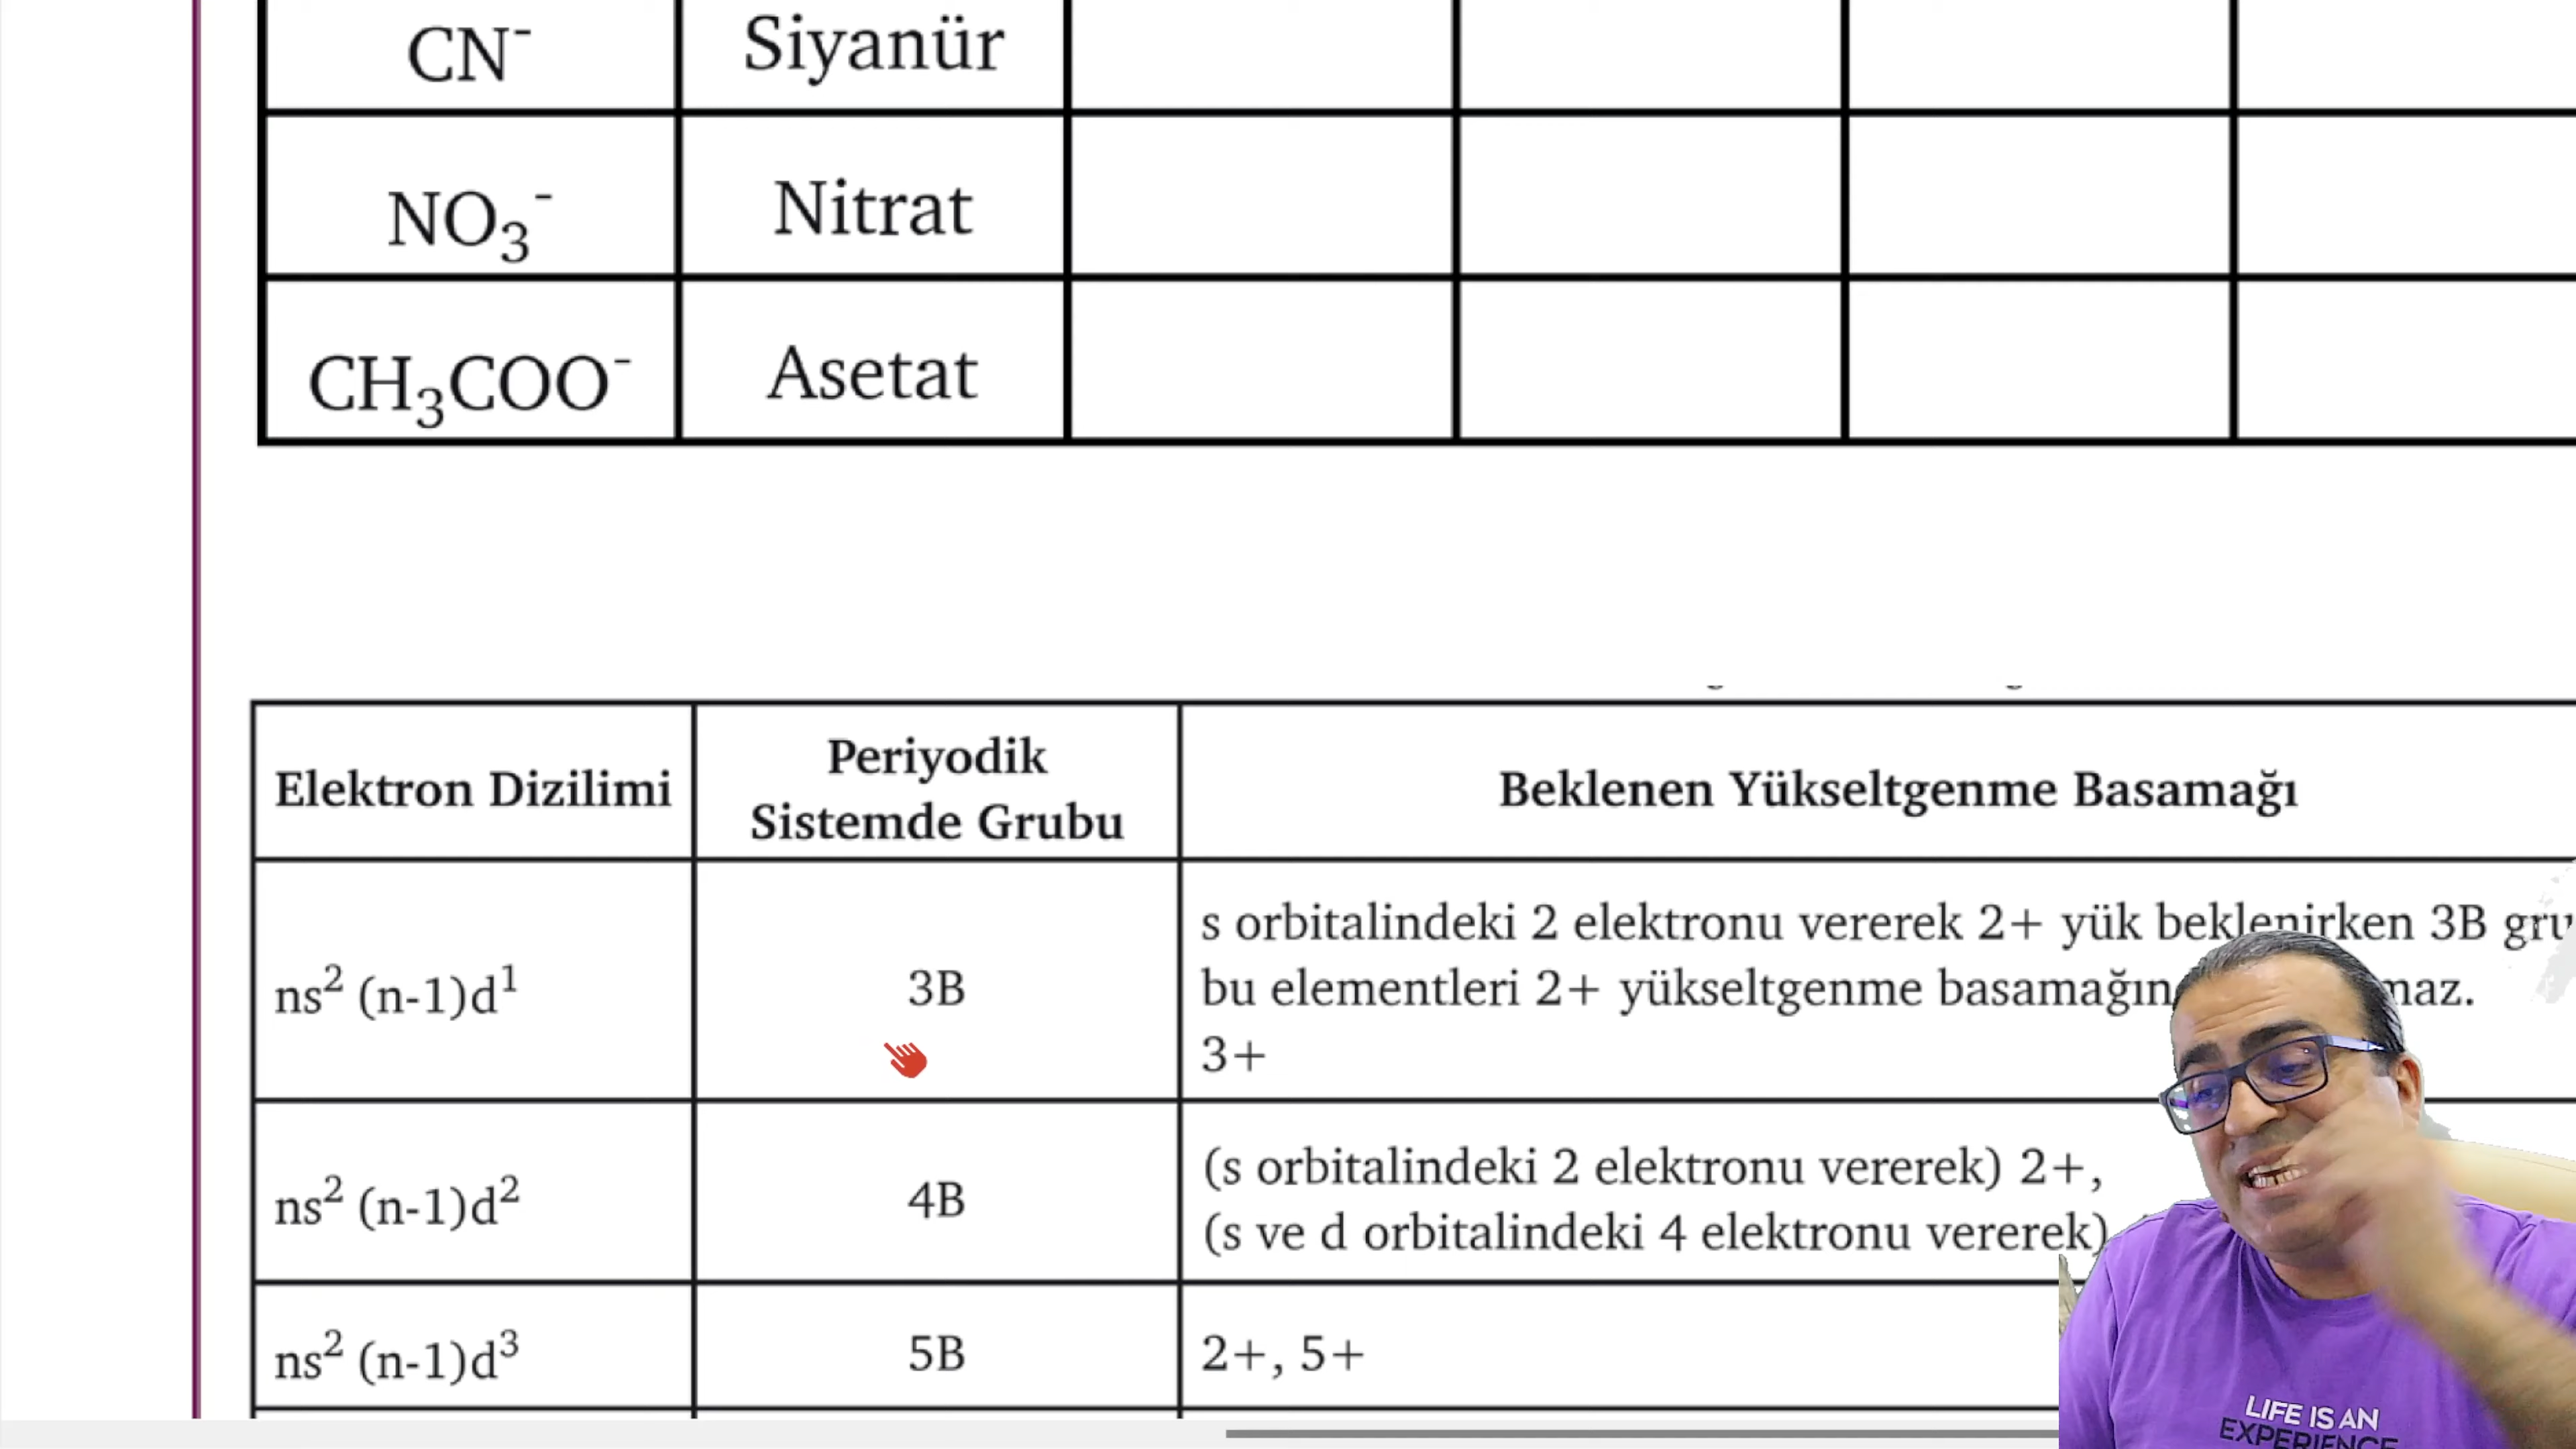 CN⁻ Siyanür
NO₃⁻ Nitrat
CH₃COO⁻ Asetat
Elektron Dizilimi
Periyodik
Sistemde Grubu
Beklenen Yükseltgenme Basamağı
ns² (n-1)d¹
3B
s orbitalindeki 2 elektronu vererek 2+ yük beklenirken 3B
bu elementleri 2+ yükseltgenme
3+
ns² (n-1)d²
4B
(s orbitalindeki 2 elektronu vererek) 2+,
(s ve d orbitalindeki 4 elektronu vererek)
ns² (n-1)d³
5B
2+, 5+
LIFE IS AN
EXPERIENCE